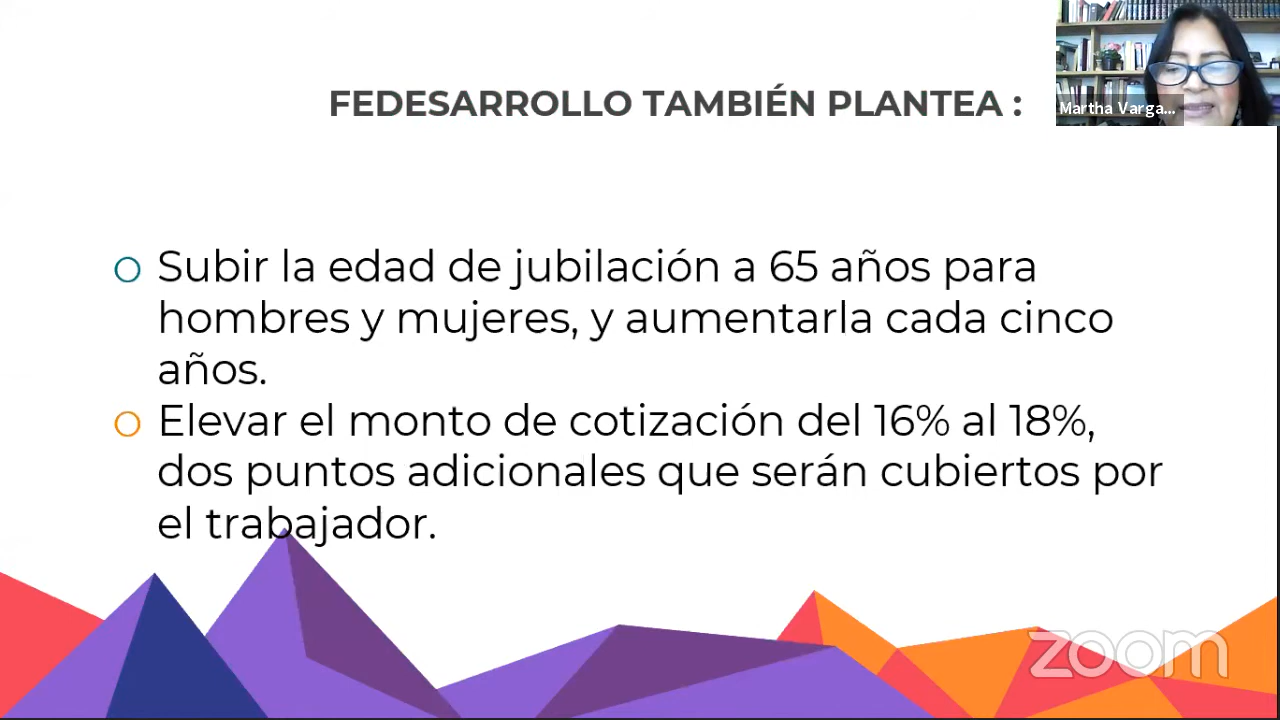 FEDESARROLLO TAMBIÉN PLANTEA :
Martha Varga...
Subir la edad de jubilación a 65 años para
hombres y mujeres, y aumentarla cada cinco
años.
Elevar el monto de cotización del 16% al 18%,
dos puntos adicionales que serán cubiertos por
el trabajador.
zoom